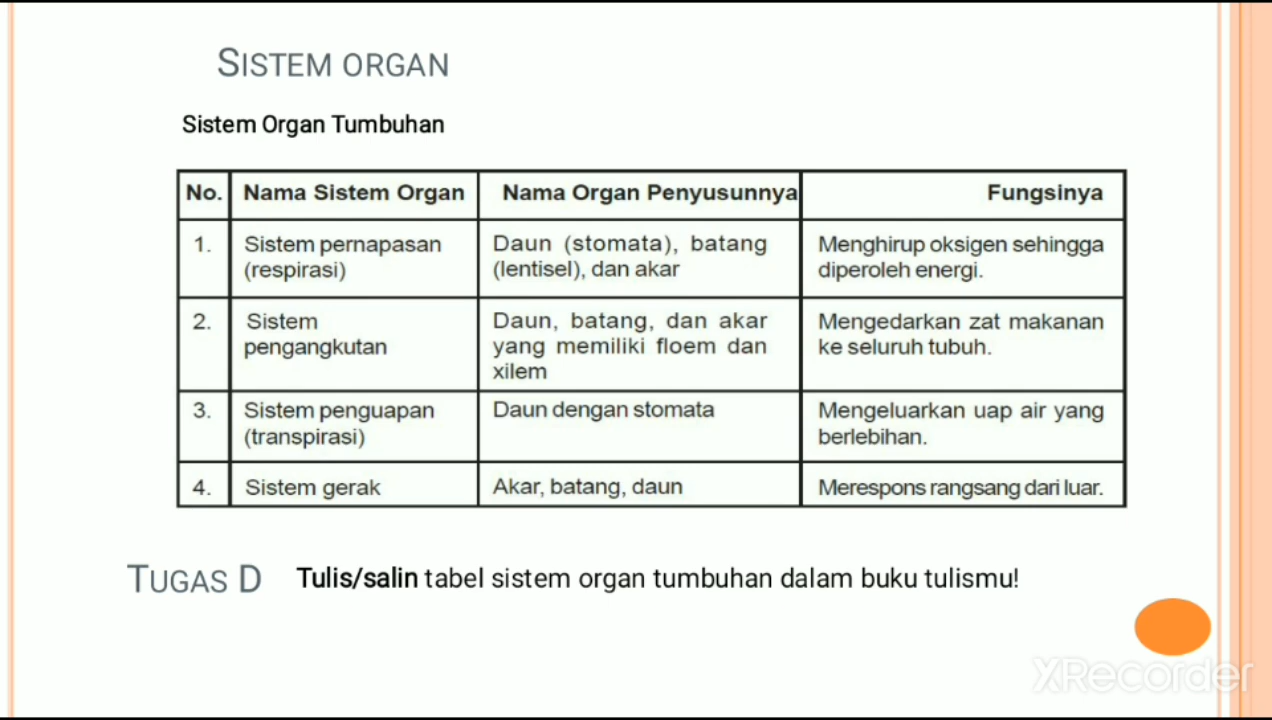 SISTEM ORGAN
Sistem Organ Tumbuhan
No. Nama Sistem Organ Nama Organ Penyusunnya Fungsinya
1. Sistem pernapasan Daun (stomata), batang Menghirup oksigen sehingga
(respirasi) (lentisel), dan akar diperoleh energi.
2. Sistem Daun, batang, dan akar Mengedarkan zat makanan
pengangkutan yang memiliki floem dan ke seluruh tubuh.
xilem
3. Sistem penguapan Daun dengan stomata Mengeluarkan uap air yang
(transpirasi) berlebihan.
4. Sistem gerak Akar, batang, daun Merespons rangsang dari luar.
TUGAS D Tulis/salin tabel sistem organ tumbuhan dalam buku tulismu!
XRecorder